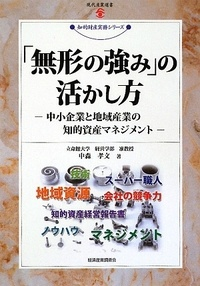 現代産業選書
知的財産実務シリーズ
「無形の強み」の
活かし方
－中小企業と地域産業の
知的資産マネジメント－
立命館大学 経営学部 准教授
中森 孝文 著
技術
スーパー職人
地域資源
会社の競争力
知的資産経営報告書
ノウハウ
マネジメント
経済産業調査会